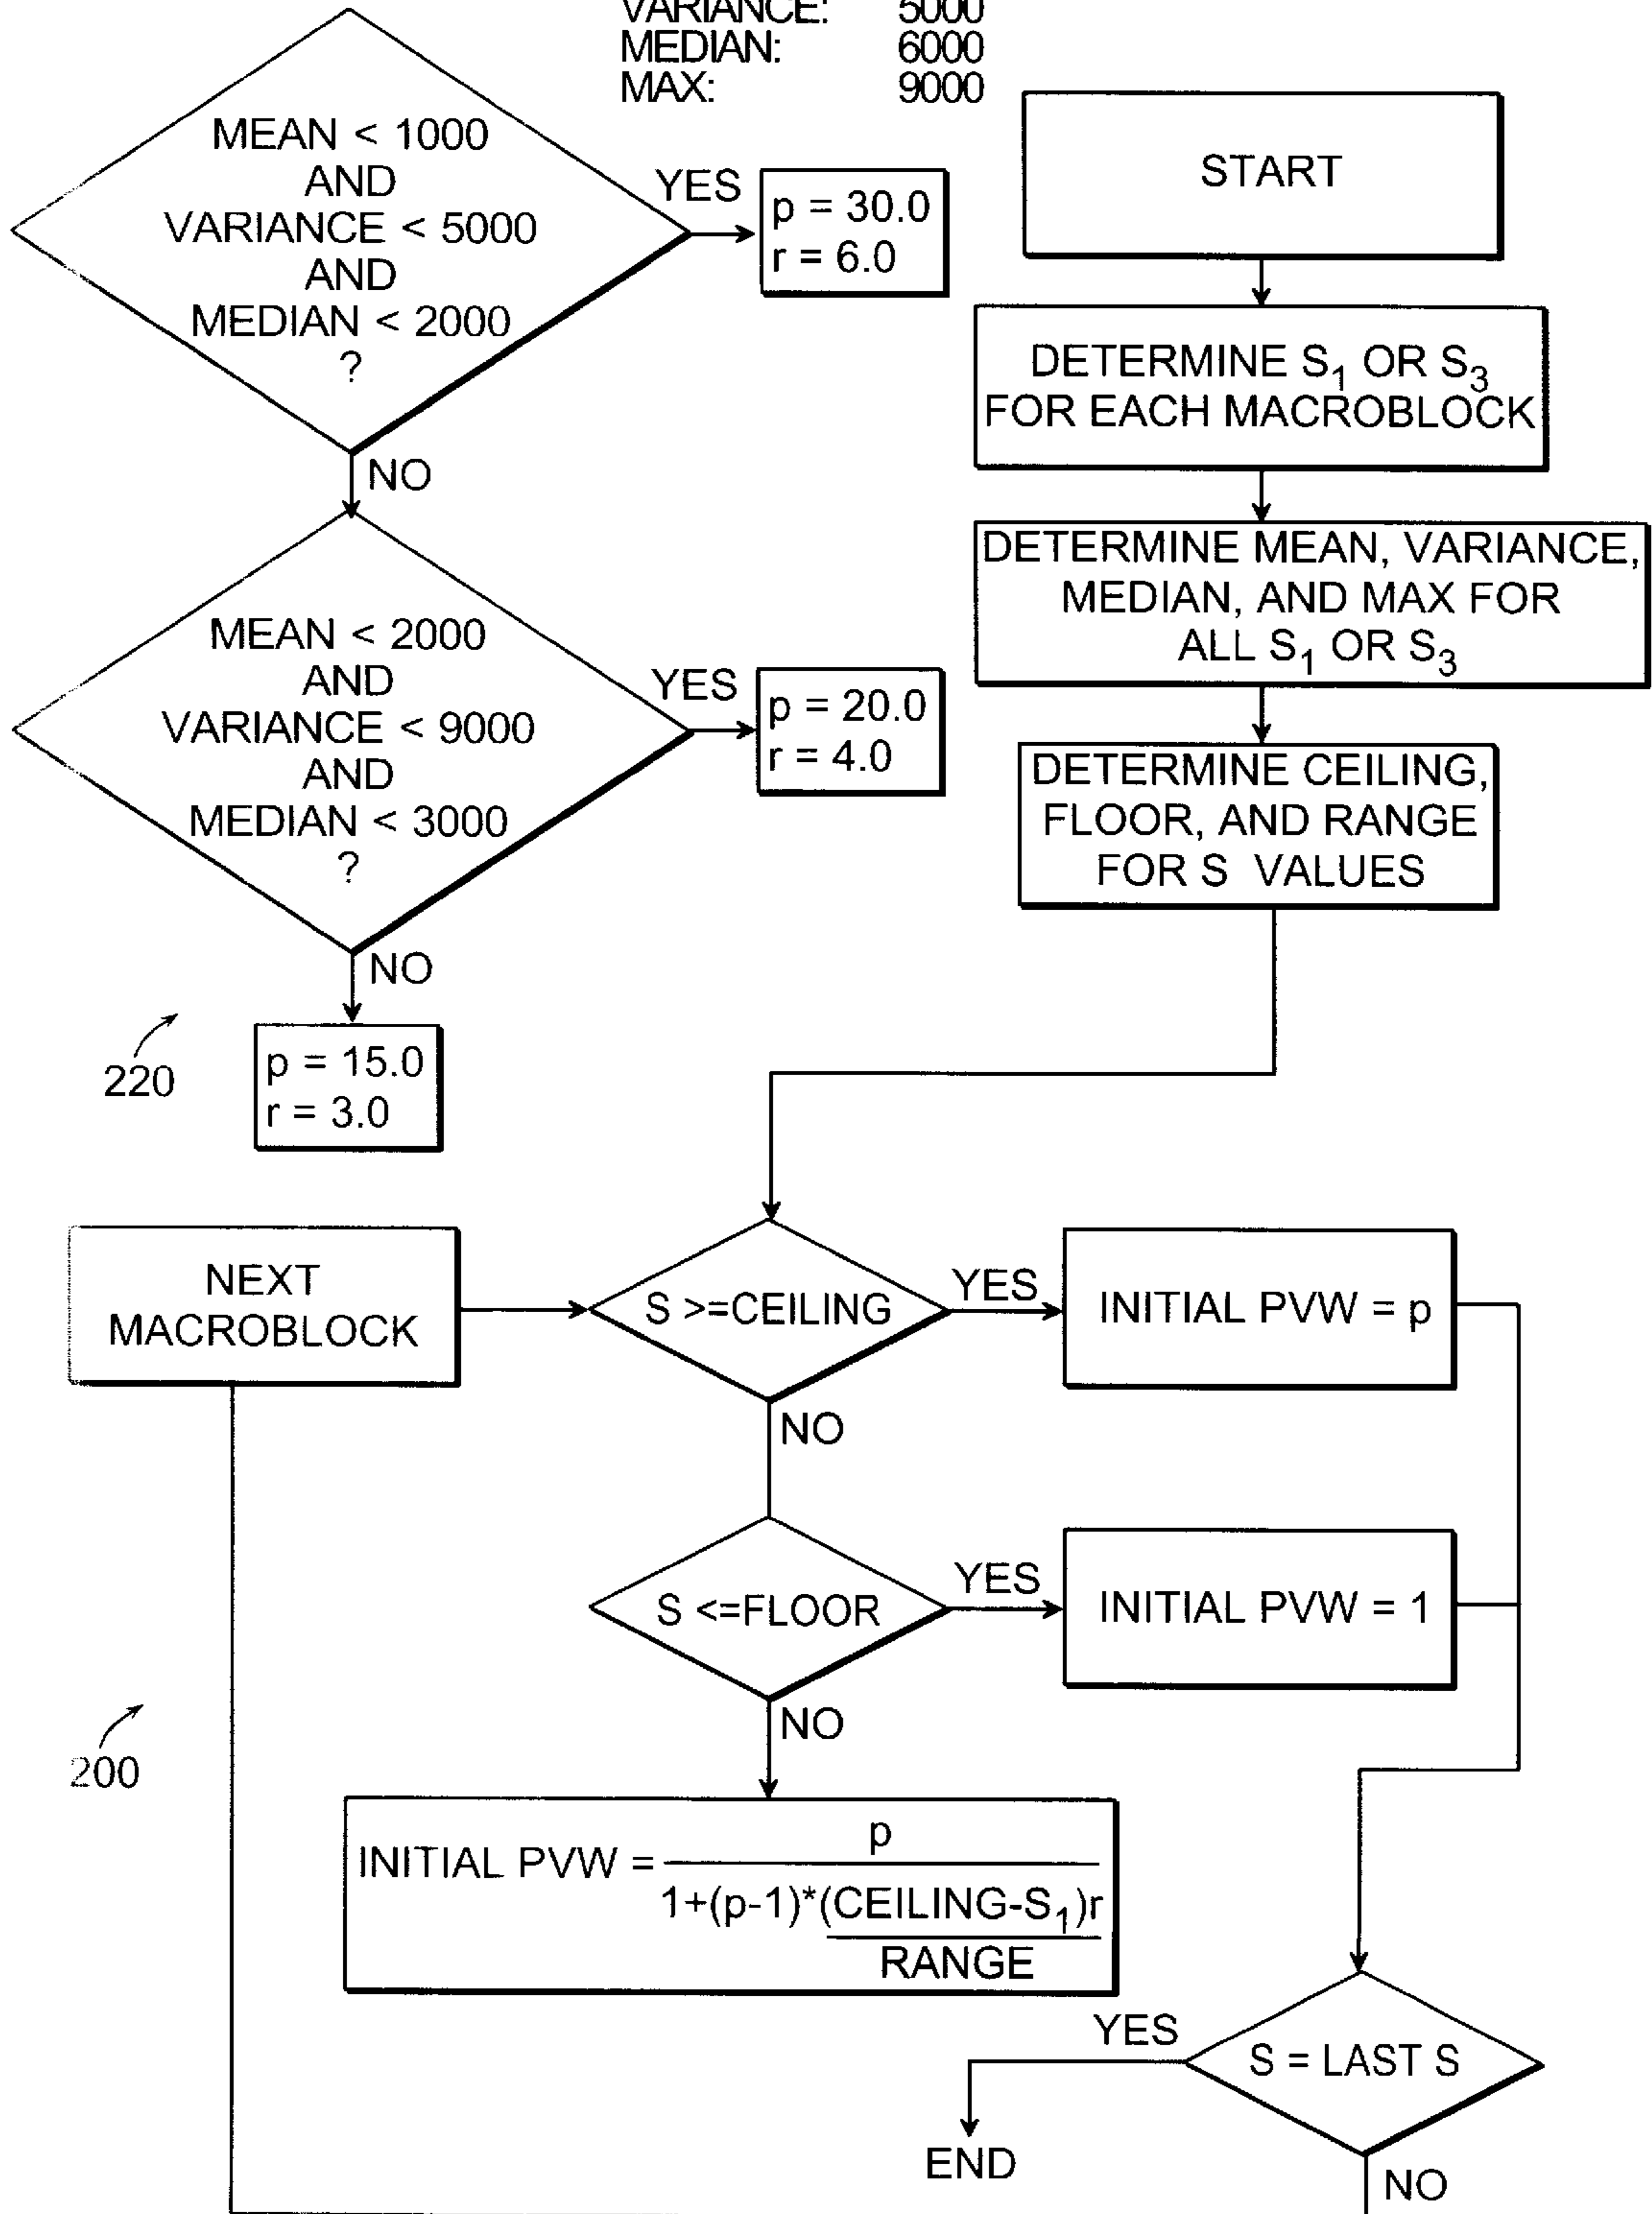 VARIANCE: 5000
MEDIAN: 6000
MAX: 9000
MEAN < 1000
AND
VARIANCE < 5000
AND
MEDIAN < 2000
?
YES
p = 30.0
r = 6.0
NO
MEAN < 2000
AND
VARIANCE < 9000
AND
MEDIAN < 3000
?
YES
p = 20.0
r = 4.0
NO
p = 15.0
r = 3.0
220
START
DETERMINE S1 OR S3
FOR EACH MACROBLOCK
DETERMINE MEAN, VARIANCE,
MEDIAN, AND MAX FOR
ALL S1 OR S3
DETERMINE CEILING,
FLOOR, AND RANGE
FOR S VALUES
NEXT
MACROBLOCK
S >=CEILING
YES
INITIAL PVW = p
NO
S <=FLOOR
YES
INITIAL PVW = 1
NO
200
p
INITIAL PVW =
1+(p-1)*(CEILING-S1)r
RANGE
S = LAST S
YES
END
NO